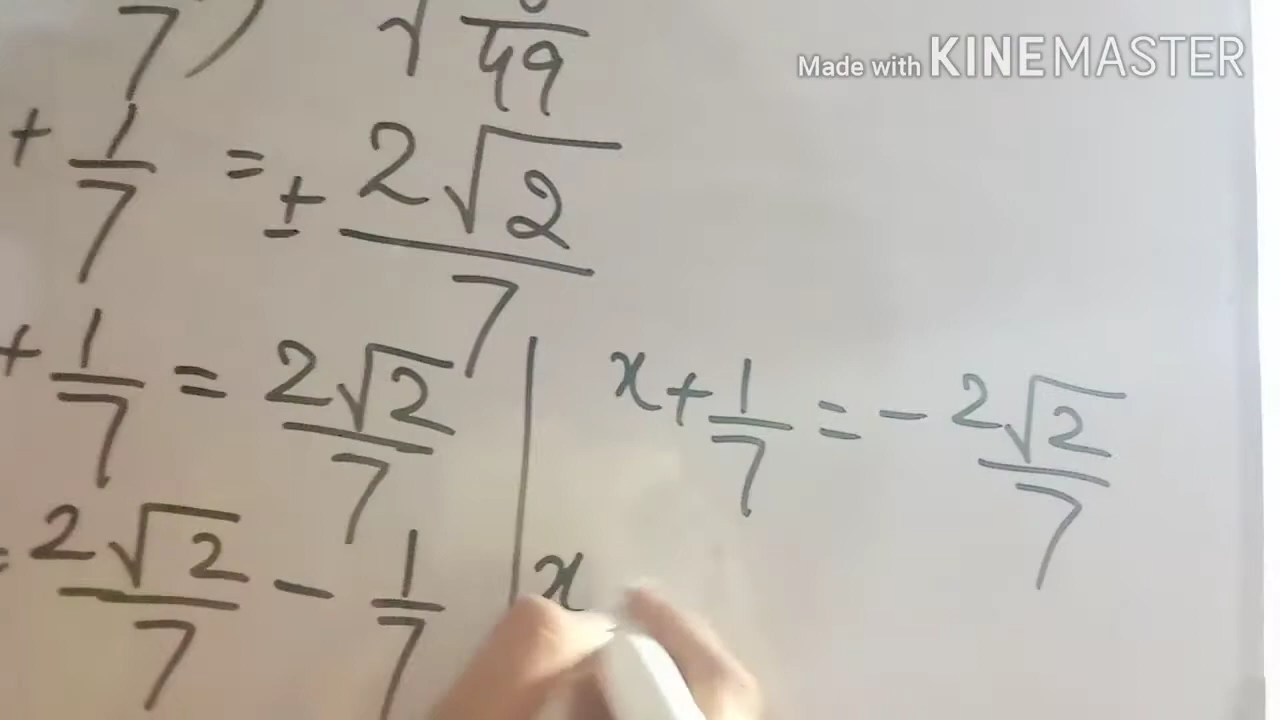 7) √ 8/49
Made with KINEMASTER
+ 1/7 = ± 2√2/7
+ 1/7 = 2√2/7
x + 1/7 = - 2√2/7
= 2√2/7 - 1/7
x